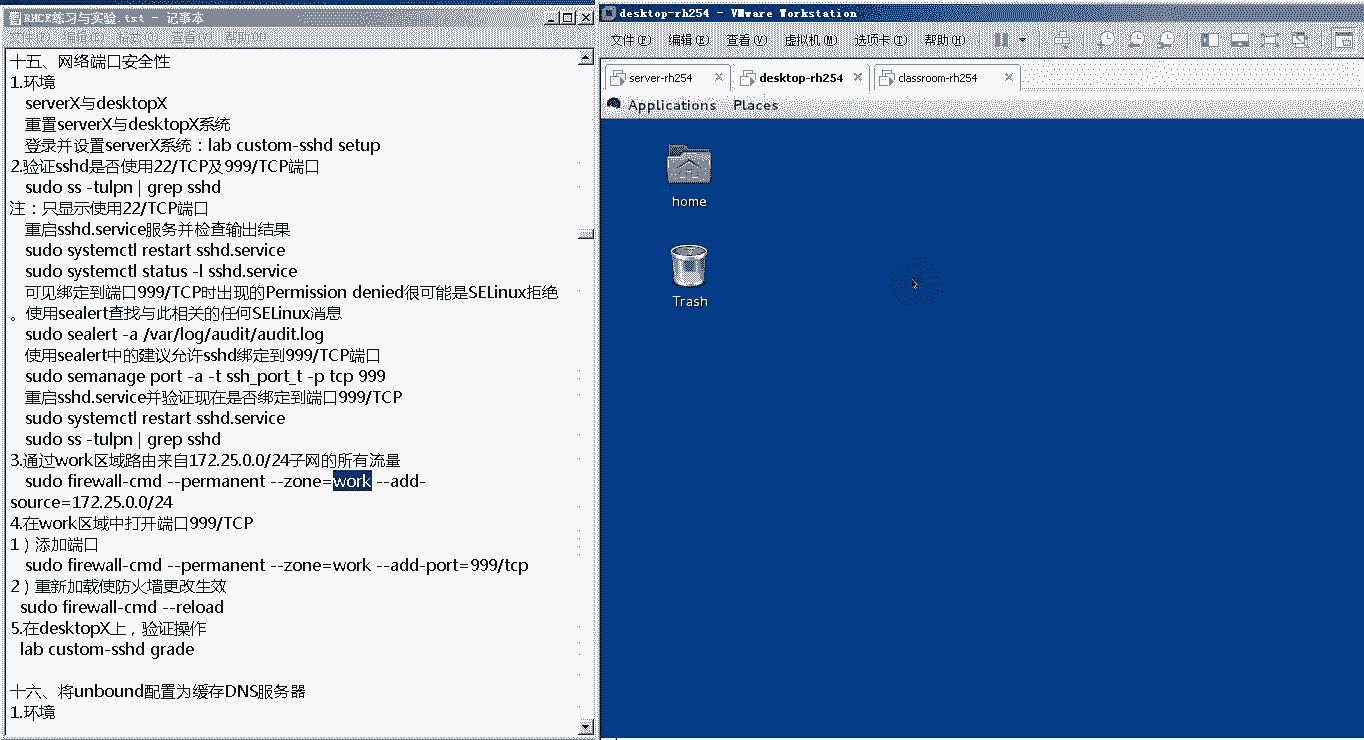 RHCE练习与实验.txt - 记事本
文件(F) 编辑(E) 格式(O) 查看(V) 帮助(H)
十五、网络端口安全性
1.环境
serverX与desktopX
重置serverX与desktopX系统
登录并设置serverX系统：lab custom-sshd setup
2.验证sshd是否使用22/TCP及999/TCP端口
sudo ss -tulpn | grep sshd
注：只显示使用22/TCP端口
重启sshd.service服务并检查输出结果
sudo systemctl restart sshd.service
sudo systemctl status -l sshd.service
可见绑定到端口999/TCP时出现的Permission denied很可能是SELinux拒绝
。使用sealert查找与此相关的任何SELinux消息
sudo sealert -a /var/log/audit/audit.log
使用sealert中的建议允许sshd绑定到999/TCP端口
sudo semanage port -a -t ssh_port_t -p tcp 999
重启sshd.service并验证现在是否绑定到端口999/TCP
sudo systemctl restart sshd.service
sudo ss -tulpn | grep sshd
3.通过work区域路由来自172.25.0.0/24子网的所有流量
sudo firewall-cmd --permanent --zone=work --add-
source=172.25.0.0/24
4.在work区域中打开端口999/TCP
1）添加端口
sudo firewall-cmd --permanent --zone=work --add-port=999/tcp
2）重新加载使防火墙更改生效
sudo firewall-cmd --reload
5.在desktopX上，验证操作
lab custom-sshd grade
十六、将unbound配置为缓存DNS服务器
1.环境
desktop-rh254 - VMware Workstation
文件(F) 编辑(E) 查看(V) 虚拟机(M) 选项卡(T) 帮助(H)
server-rh254 desktop-rh254 classroom-rh254
Applications Places
home
Trash